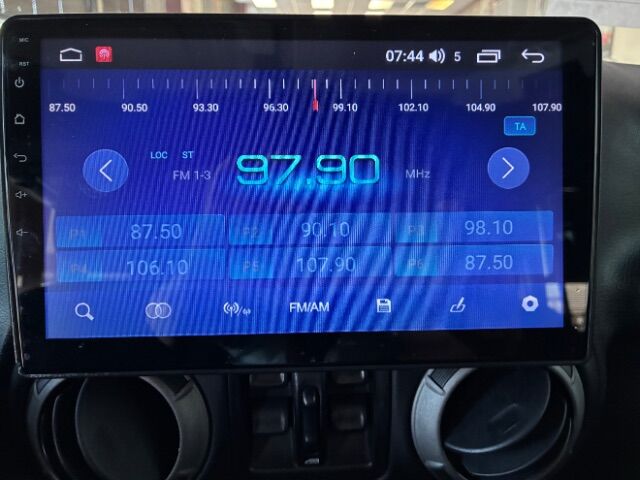 MIC
07:44 5
RST
87.50 90.50 93.30 96.30 99.10 102.10 104.90 107.90
TA
LOC ST
FM 1-3 97.90 MHz
P1 87.50 P2 90.10 P3 98.10
P4 106.10 P5 107.90 P6 87.50
FM/AM